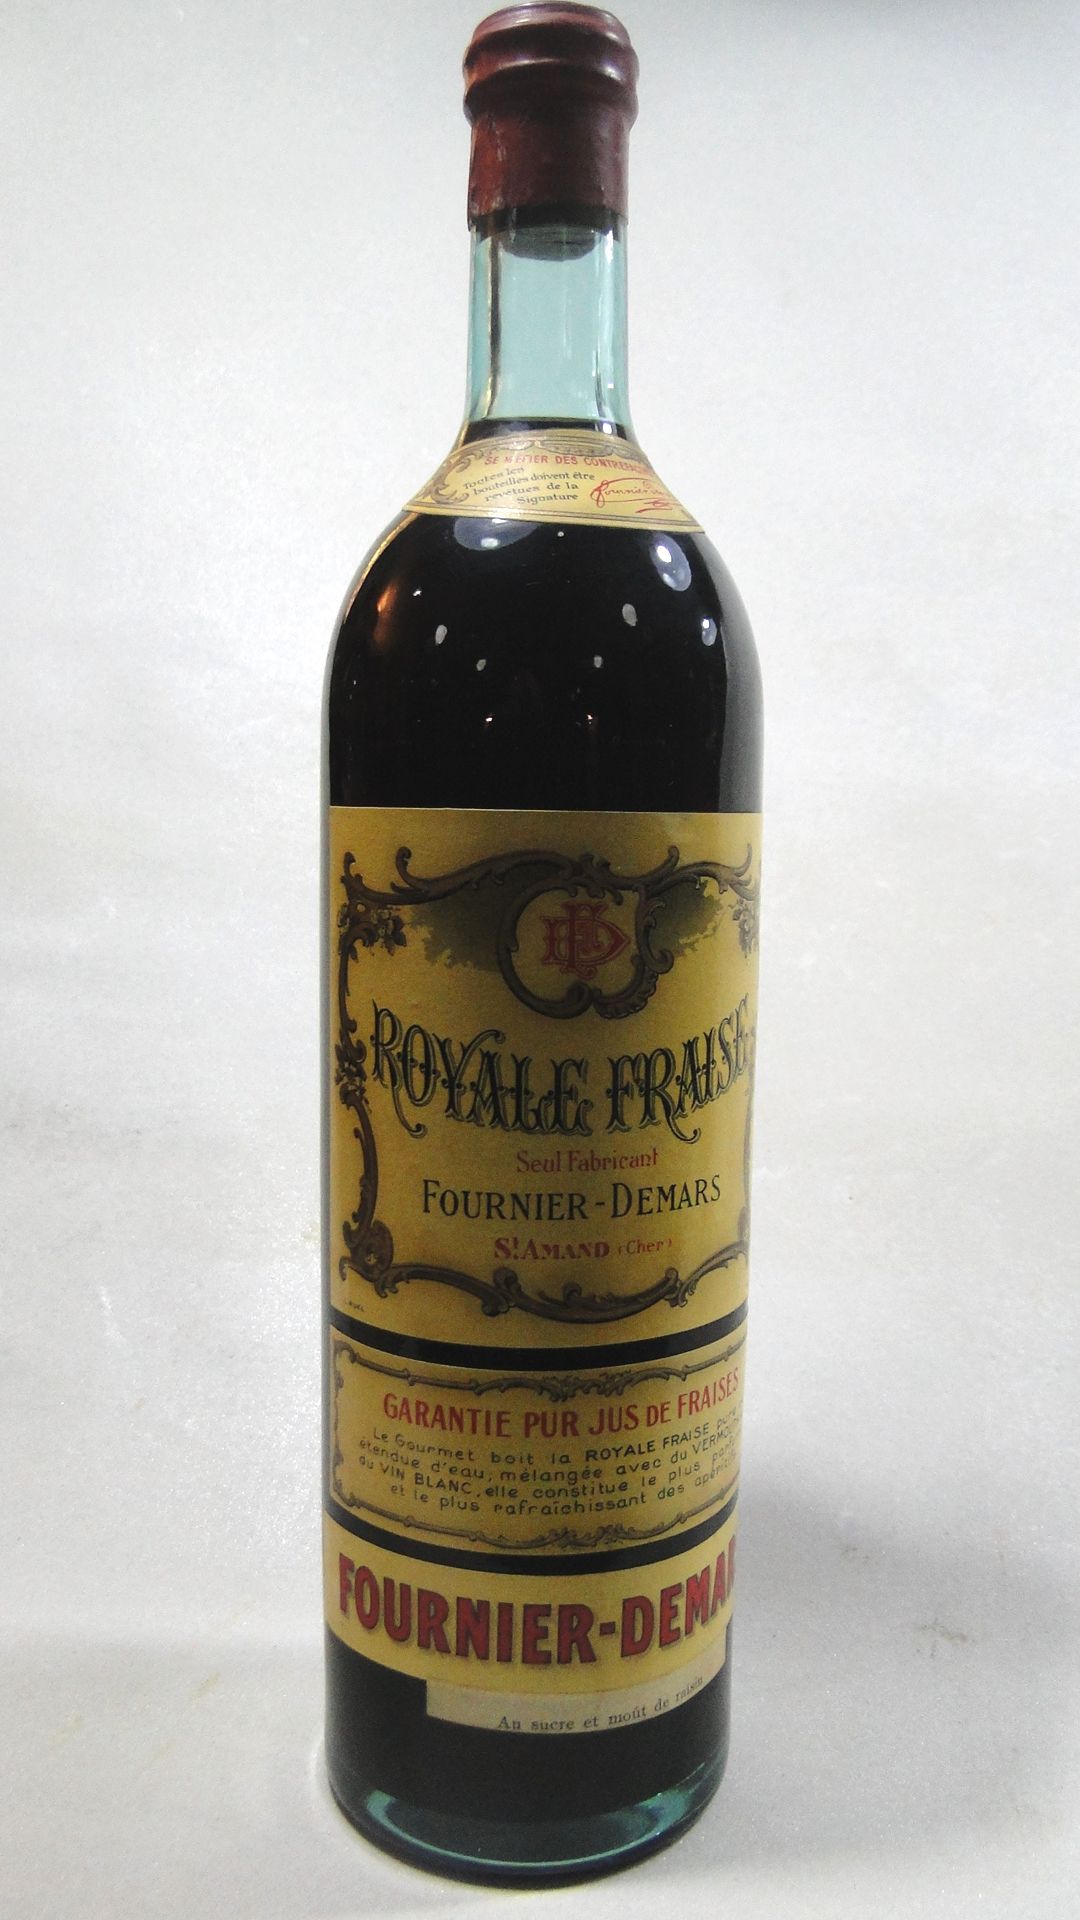 SE MÉFIER DES
Toutes les
bouteilles doivent être
revêtues de la
Signature
FD
ROYALE FRAISE
Seul Fabricant
FOURNIER-DEMARS
St AMAND (Cher)
GARANTIE PUR JUS DE FRAISES
Le Gourmet boit la ROYALE FRAISE pure
étendue d'eau; mélangée avec du
du VIN BLANC, elle constitue le plus
et le plus rafraîchissant des
FOURNIER-DEMAR
Au sucre et moût de raisin